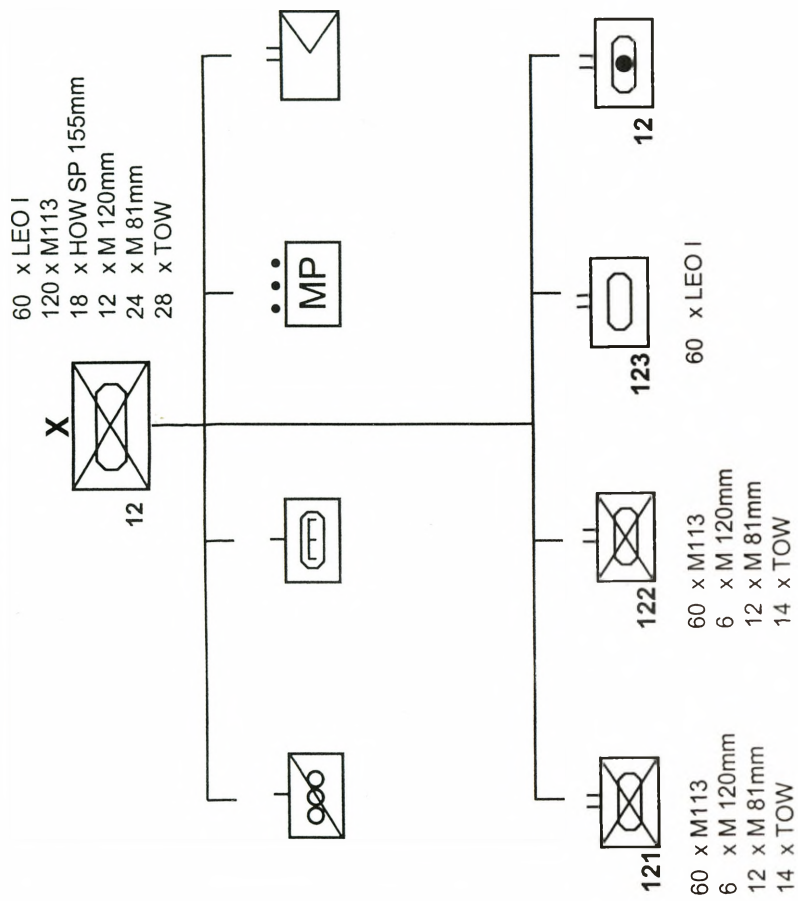 X
12
60 x LEO I
120 x M113
18 x HOW SP 155mm
12 x M 120mm
24 x M 81mm
28 x TOW
MP
121
60 x M113
6 x M 120mm
12 x M 81mm
14 x TOW
122
60 x M113
6 x M 120mm
12 x M 81mm
14 x TOW
123
60 x LEO I
12